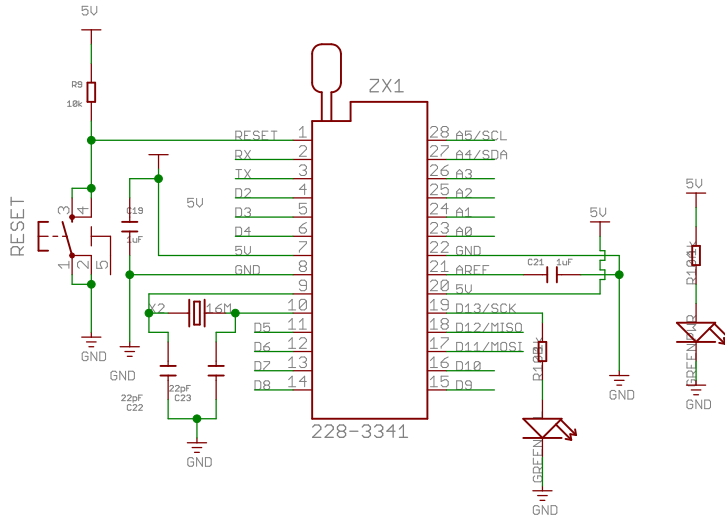 5V
R9
10k
RESET
3
4
1
2
5
GND
5V
C19
1uF
GND
ZX1
228-3341
RESET 1
RX 2
TX 3
D2 4
D3 5
D4 6
5V 7
GND 8
9
10
D5 11
D6 12
D7 13
D8 14
28 A5/SCL
27 A4/SDA
26 A3
25 A2
24 A1
23 A0
22 GND
21 AREF
20 5V
19 D13/SCK
18 D12/MISO
17 D11/MOSI
16 D10
15 D9
16M
22pF
C22
22pF
C23
GND
C21
1uF
5V
GND
GREEN
GND
5V
GREEN
GND